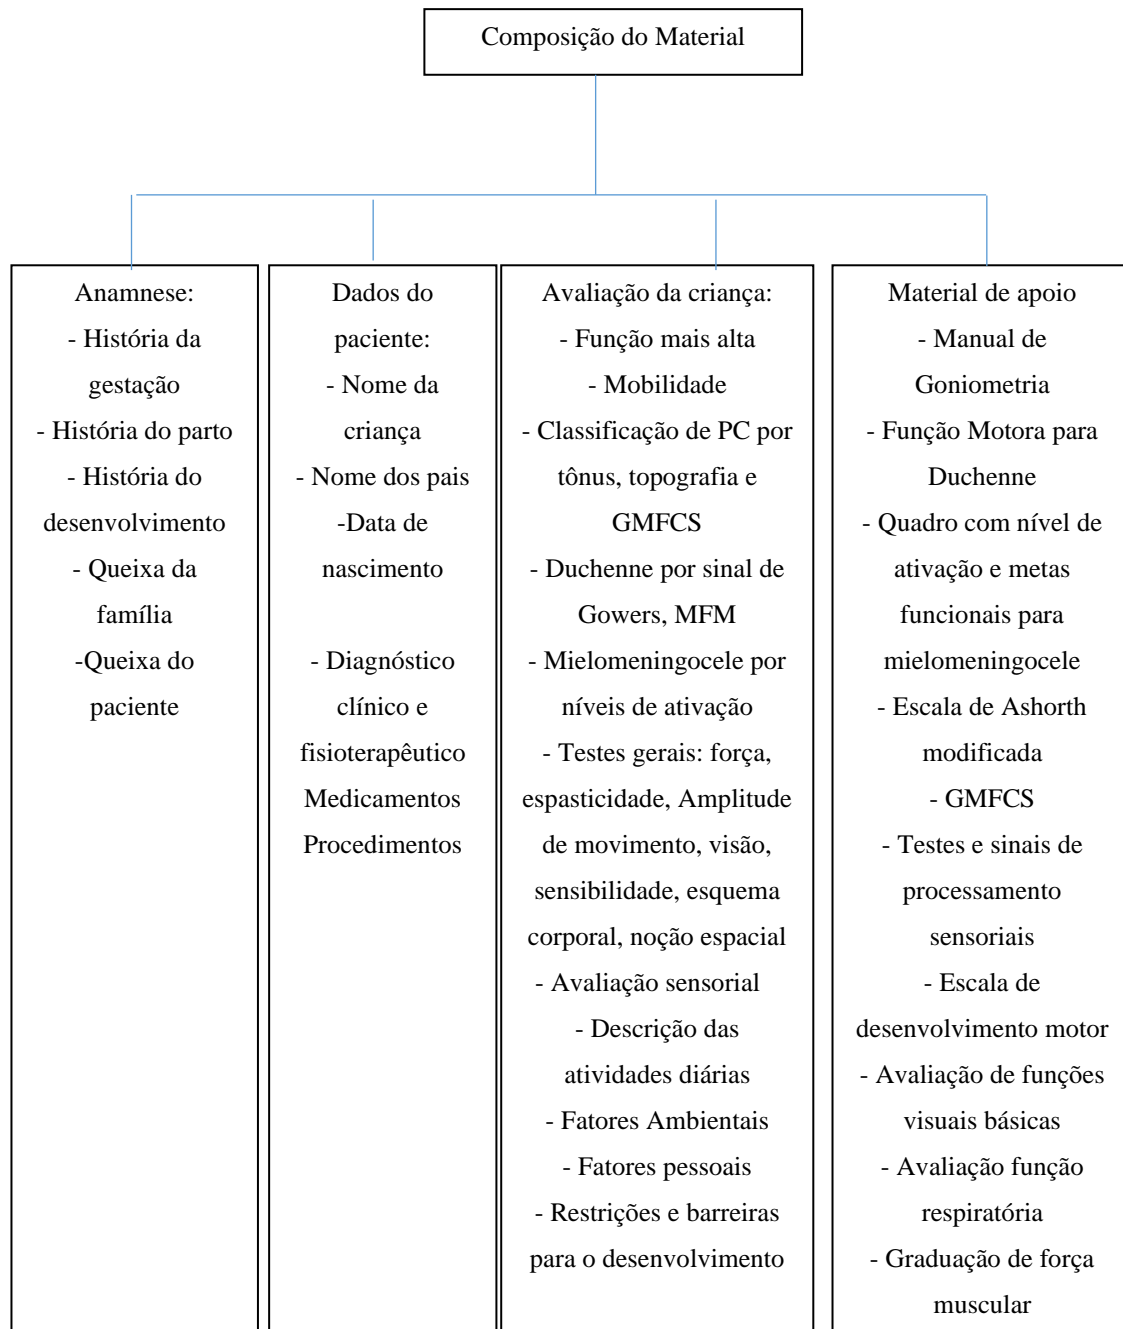 Composição do Material
Anamnese:
- História da
gestação
- História do parto
- História do
desenvolvimento
- Queixa da
família
-Queixa do
paciente
Dados do
paciente:
- Nome da
criança
- Nome dos pais
-Data de
nascimento
- Diagnóstico
clínico e
fisioterapêutico
Medicamentos
Procedimentos
Avaliação da criança:
- Função mais alta
- Mobilidade
- Classificação de PC por
tônus, topografia e
GMFCS
- Duchenne por sinal de
Gowers, MFM
- Mielomeningocele por
níveis de ativação
- Testes gerais: força,
espasticidade, Amplitude
de movimento, visão,
sensibilidade, esquema
corporal, noção espacial
- Avaliação sensorial
- Descrição das
atividades diárias
- Fatores Ambientais
- Fatores pessoais
- Restrições e barreiras
para o desenvolvimento
Material de apoio
- Manual de
Goniometria
- Função Motora para
Duchenne
- Quadro com nível de
ativação e metas
funcionais para
mielomeningocele
- Escala de Ashorth
modificada
- GMFCS
- Testes e sinais de
processamento
sensoriais
- Escala de
desenvolvimento motor
- Avaliação de funções
visuais básicas
- Avaliação função
respiratória
- Graduação de força
muscular